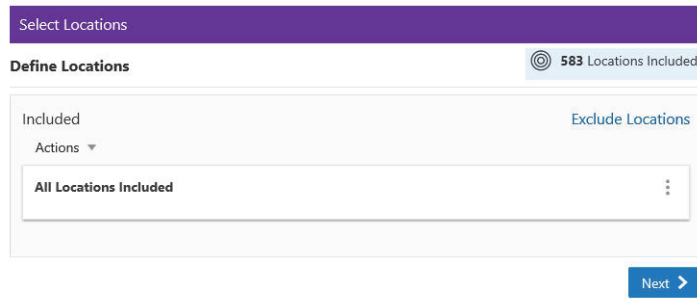 Select Locations
Define Locations
583 Locations Included
Included
Exclude Locations
Actions
All Locations Included
Next